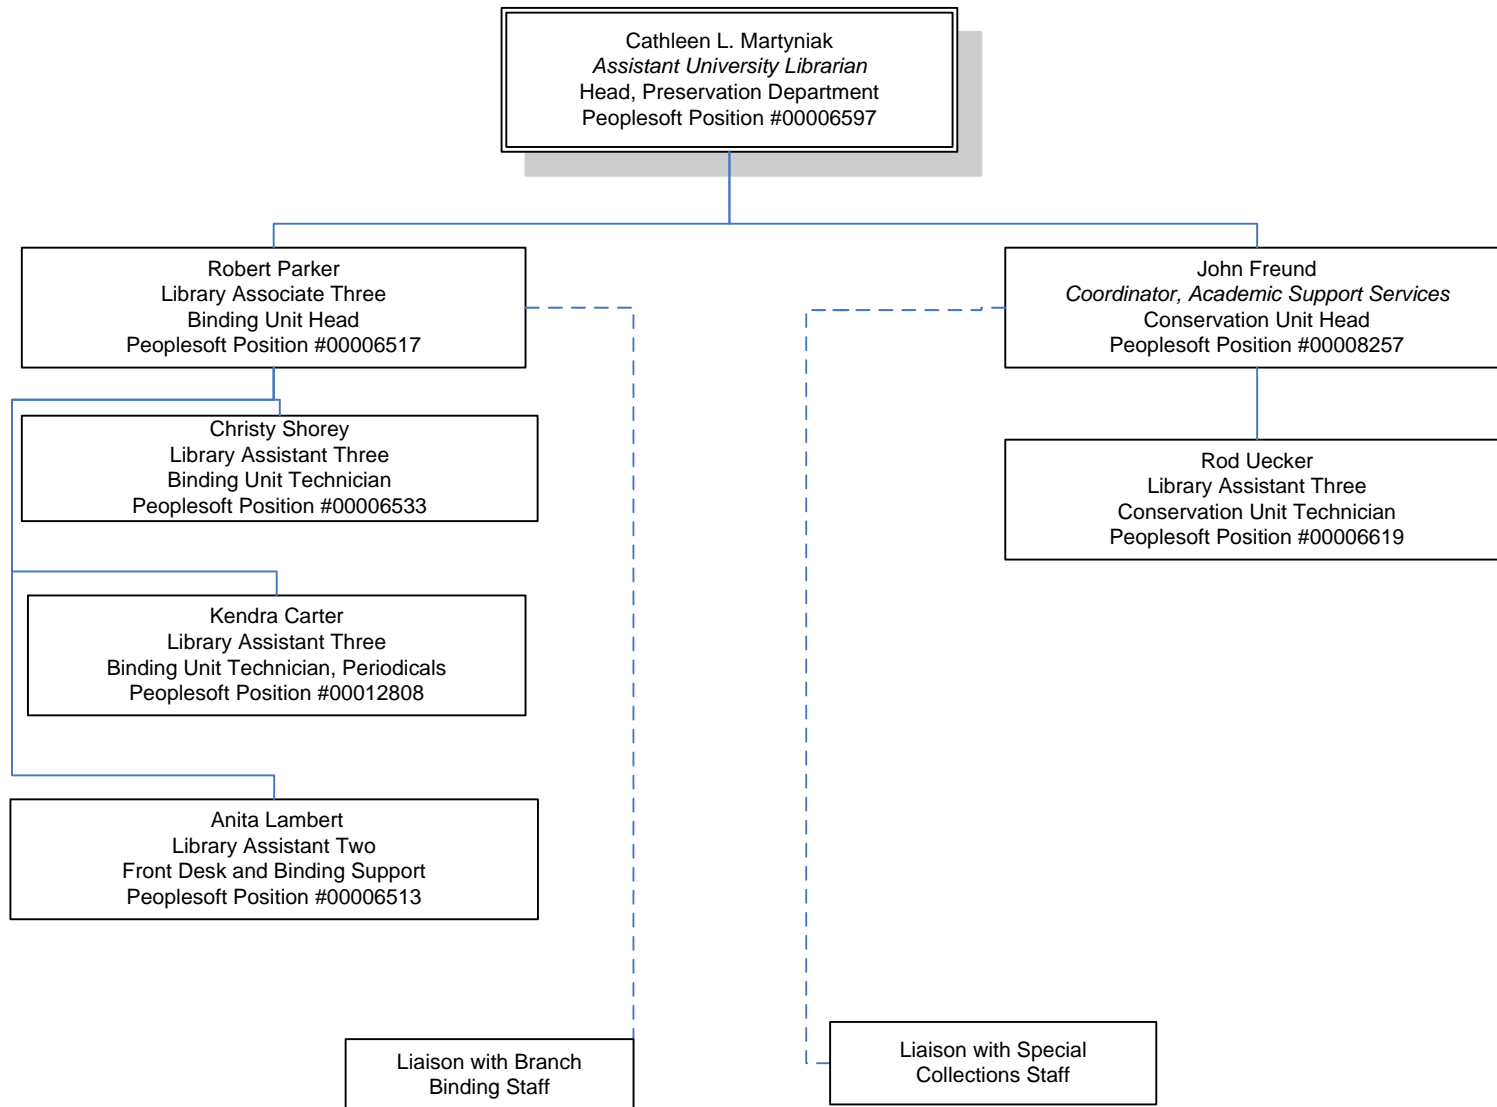 Cathleen L. Martyniak
Assistant University Librarian
Head, Preservation Department
Peoplesoft Position #00006597
Robert Parker
Library Associate Three
Binding Unit Head
Peoplesoft Position #00006517
John Freund
Coordinator, Academic Support Services
Conservation Unit Head
Peoplesoft Position #00008257
Christy Shorey
Library Assistant Three
Binding Unit Technician
Peoplesoft Position #00006533
Rod Uecker
Library Assistant Three
Conservation Unit Technician
Peoplesoft Position #00006619
Kendra Carter
Library Assistant Three
Binding Unit Technician, Periodicals
Peoplesoft Position #00012808
Anita Lambert
Library Assistant Two
Front Desk and Binding Support
Peoplesoft Position #00006513
Liaison with Branch
Binding Staff
Liaison with Special
Collections Staff